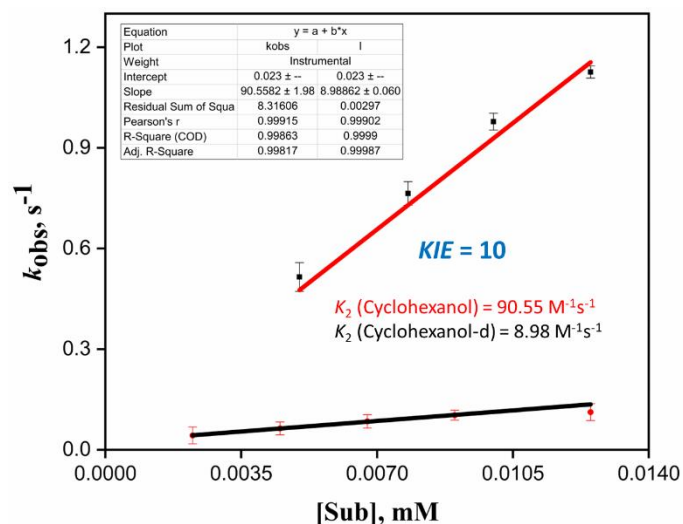 Equation y = a + b*x
Plot kobs I
Weight Instrumental
Intercept 0.023 ± -- 0.023 ± --
Slope 90.5582 ± 1.98 8.98862 ± 0.060
Residual Sum of Squa 8.31606 0.00297
Pearson's r 0.99915 0.99902
R-Square (COD) 0.99863 0.9999
Adj. R-Square 0.99817 0.99987
1.2
0.9
0.6
0.3
0.0
kobs, s⁻¹
KIE = 10
K₂ (Cyclohexanol) = 90.55 M⁻¹s⁻¹
K₂ (Cyclohexanol-d) = 8.98 M⁻¹s⁻¹
0.0000 0.0035 0.0070 0.0105 0.0140
[Sub], mM